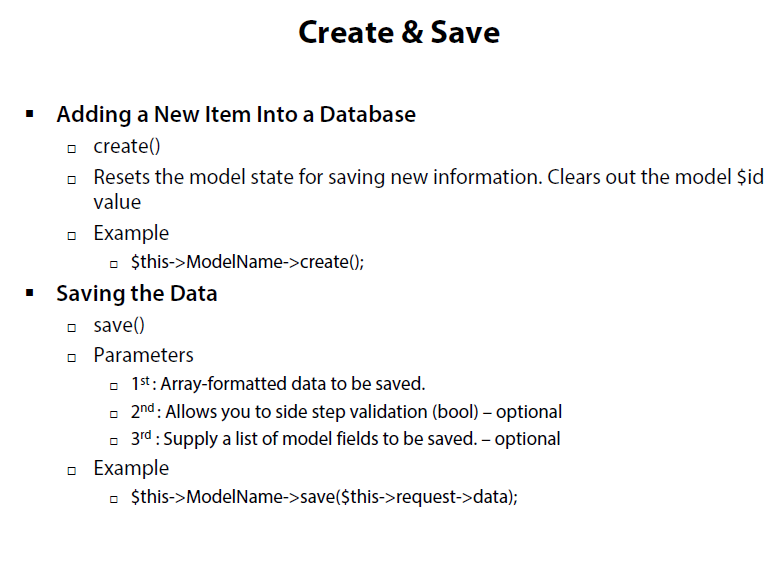 Create & Save
▪ Adding a New Item Into a Database
□ create()
□ Resets the model state for saving new information. Clears out the model $id
value
□ Example
□ $this->ModelName->create();
▪ Saving the Data
□ save()
□ Parameters
□ 1st : Array-formatted data to be saved.
□ 2nd : Allows you to side step validation (bool) – optional
□ 3rd : Supply a list of model fields to be saved. – optional
□ Example
□ $this->ModelName->save($this->request->data);